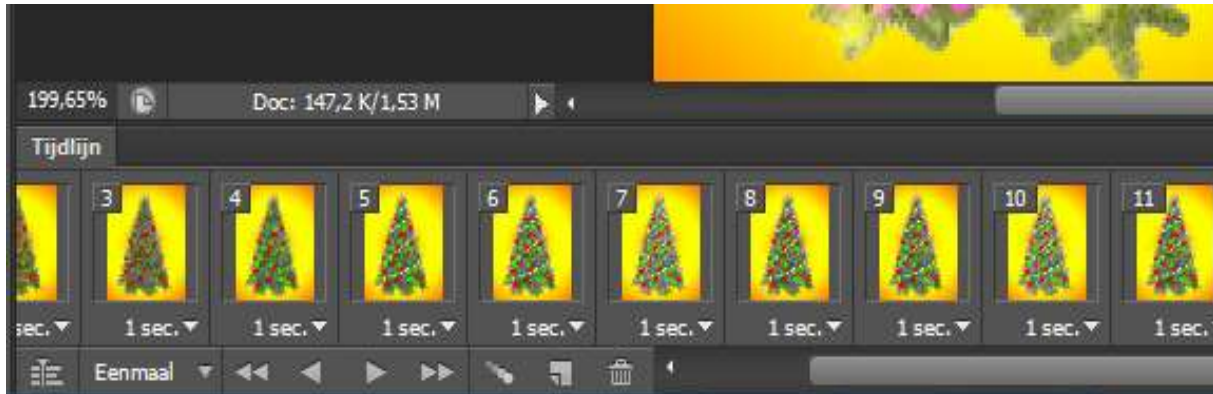 199,65% Doc: 147,2 K/1,53 M
Tijdlijn
3 4 5 6 7 8 9 10 11
sec. 1 sec. 1 sec. 1 sec. 1 sec. 1 sec. 1 sec. 1 sec. 1 sec. 1 sec.
Eenmaal